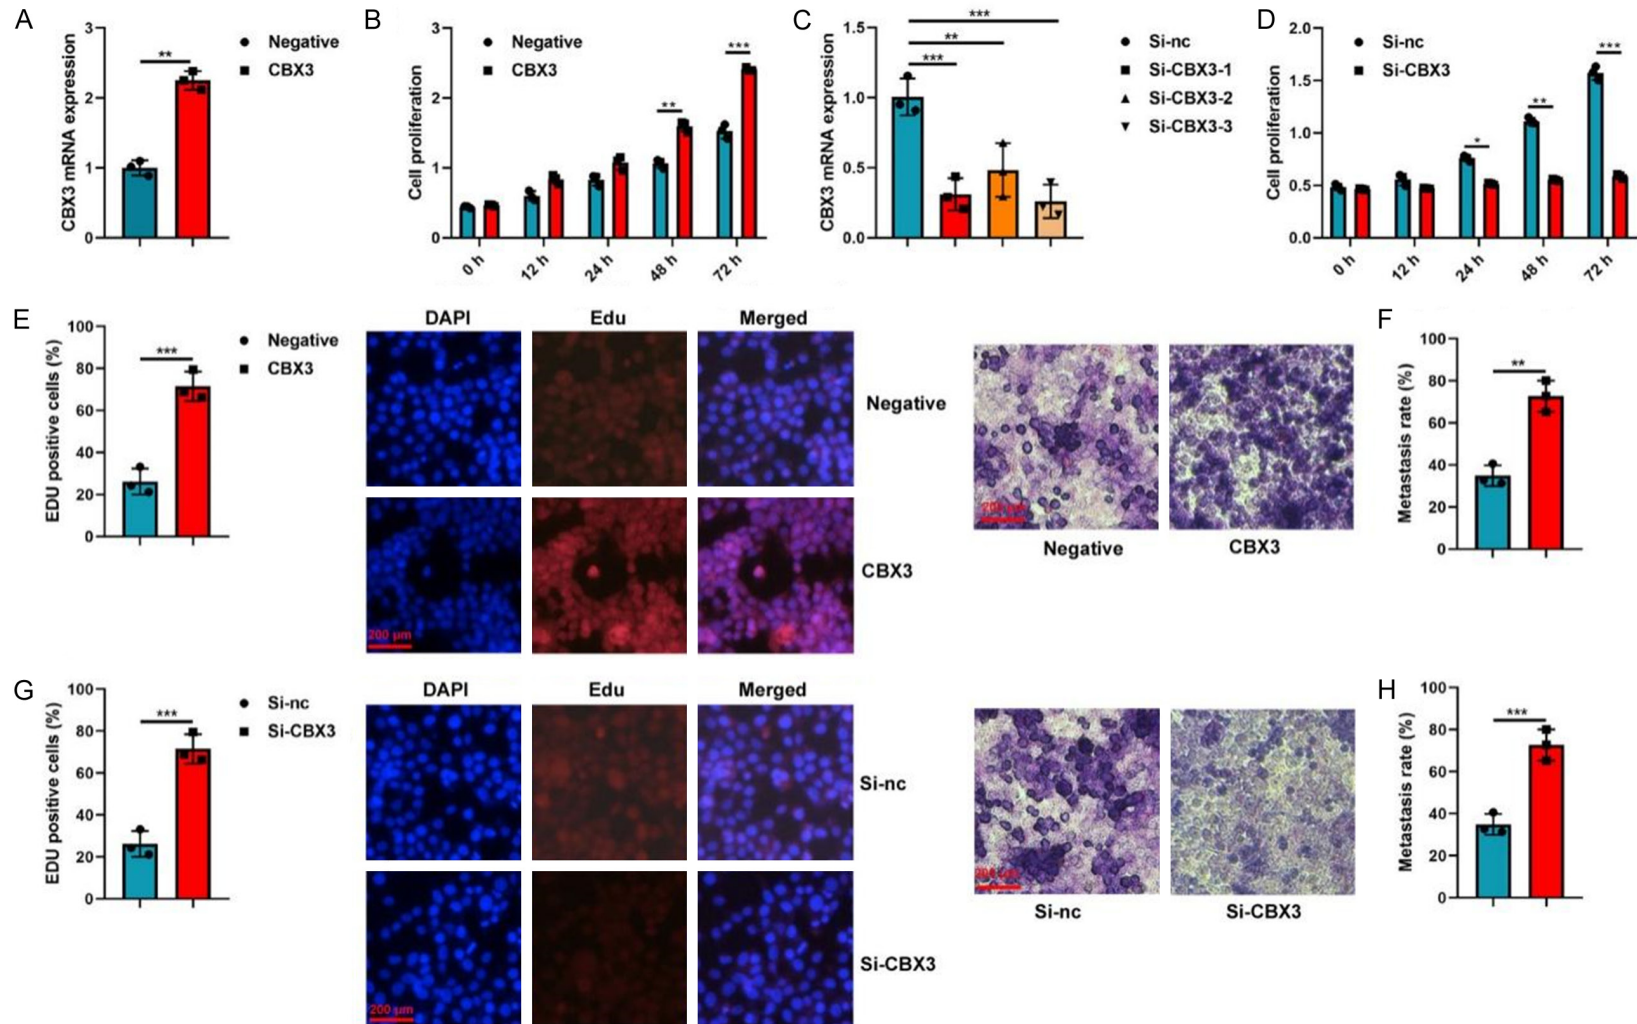 A
CBX3 mRNA expression
3
2
1
0
**
Negative
CBX3
B
Cell proliferation
3
2
1
0
**
***
Negative
CBX3
0 h
12 h
24 h
48 h
72 h
C
CBX3 mRNA expression
1.5
1.0
0.5
0.0
***
**
***
Si-nc
Si-CBX3-1
Si-CBX3-2
Si-CBX3-3
D
Cell proliferation
2.0
1.5
1.0
0.5
0.0
*
**
***
Si-nc
Si-CBX3
0 h
12 h
24 h
48 h
72 h
E
EDU positive cells (%)
100
80
60
40
20
0
***
Negative
CBX3
DAPI
Edu
Merged
Negative
CBX3
200 µm
200 µm
Negative
CBX3
F
Metastasis rate (%)
100
80
60
40
20
0
**
G
EDU positive cells (%)
100
80
60
40
20
0
***
Si-nc
Si-CBX3
DAPI
Edu
Merged
Si-nc
Si-CBX3
200 µm
200 µm
Si-nc
Si-CBX3
H
Metastasis rate (%)
100
80
60
40
20
0
***